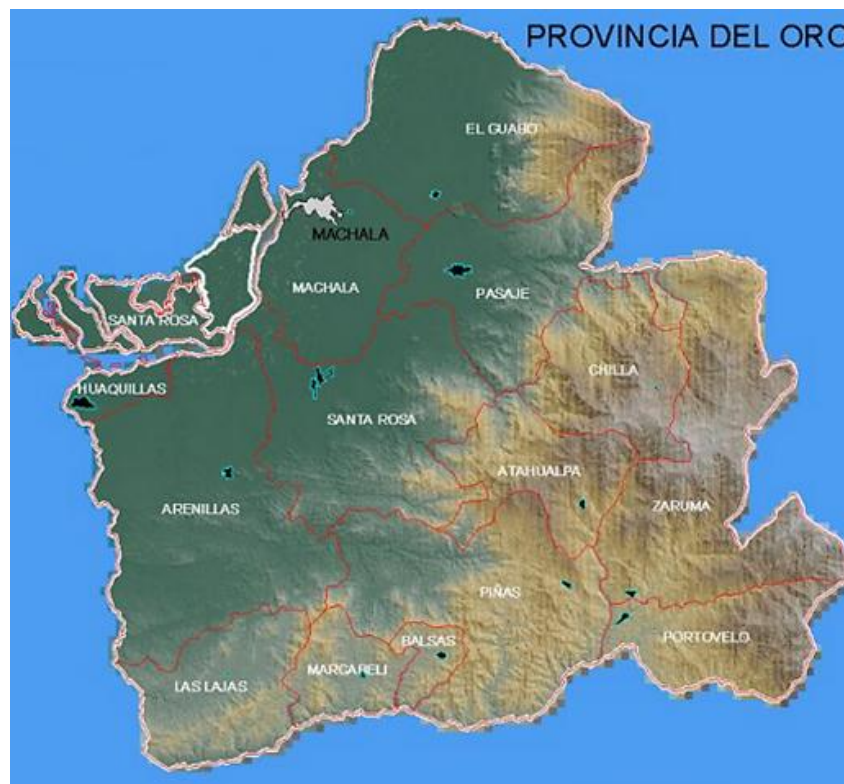 PROVINCIA DEL ORO
EL GUABO
MACHALA
MACHALA
PASAJE
SANTA ROSA
CHILLA
HUAQUILLAS
SANTA ROSA
ATAHUALPA
ARENILLAS
ZARUMA
PIÑAS
BALSAS
PORTOVELO
MARCABELI
LAS LAJAS